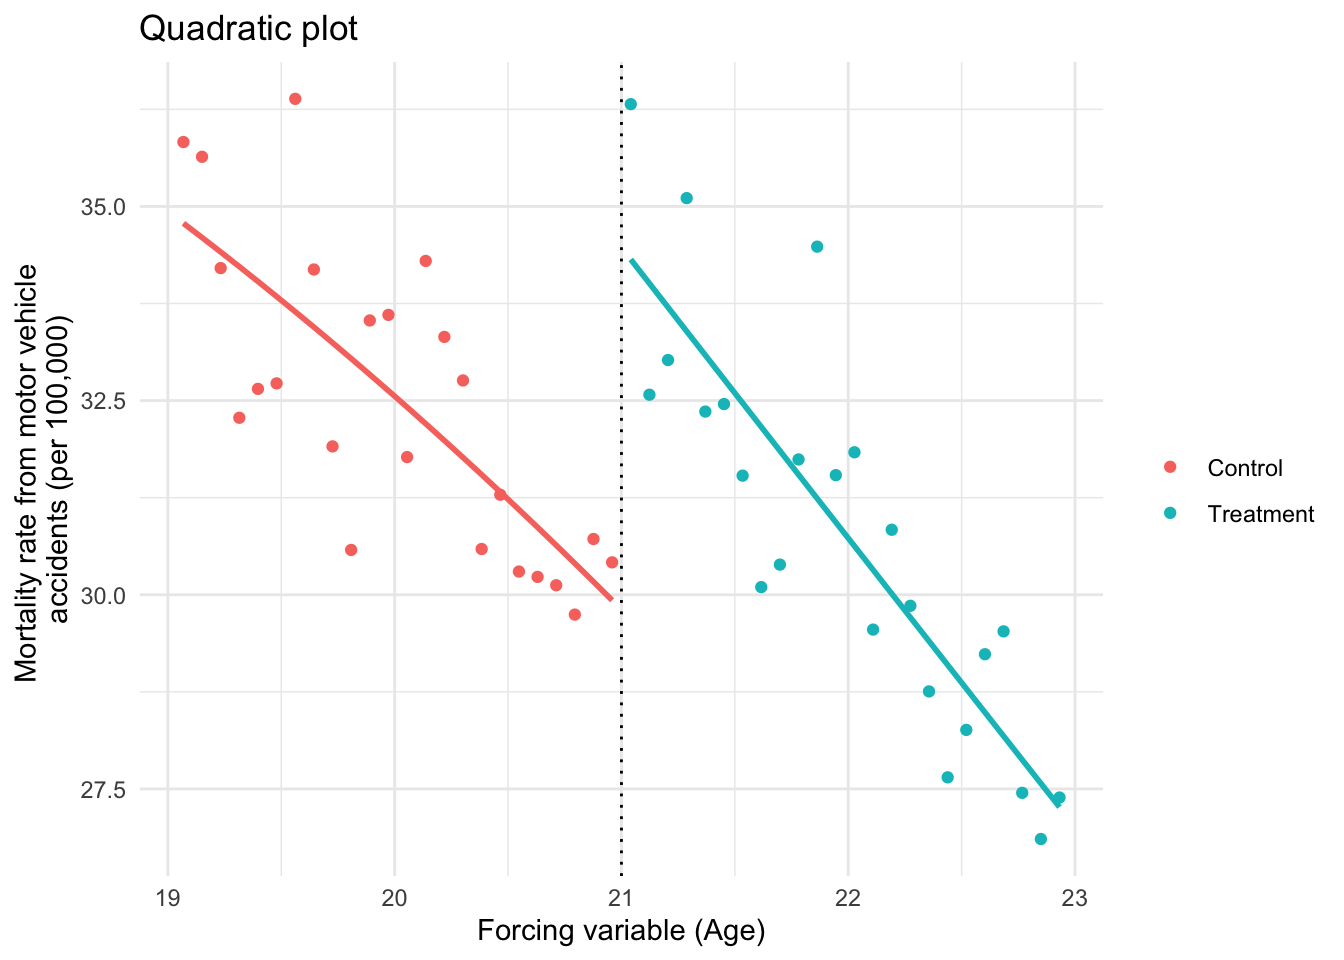 Quadratic plot
Mortality rate from motor vehicle
accidents (per 100,000)
35.0
32.5
30.0
27.5
19
20
21
22
23
Forcing variable (Age)
Control
Treatment